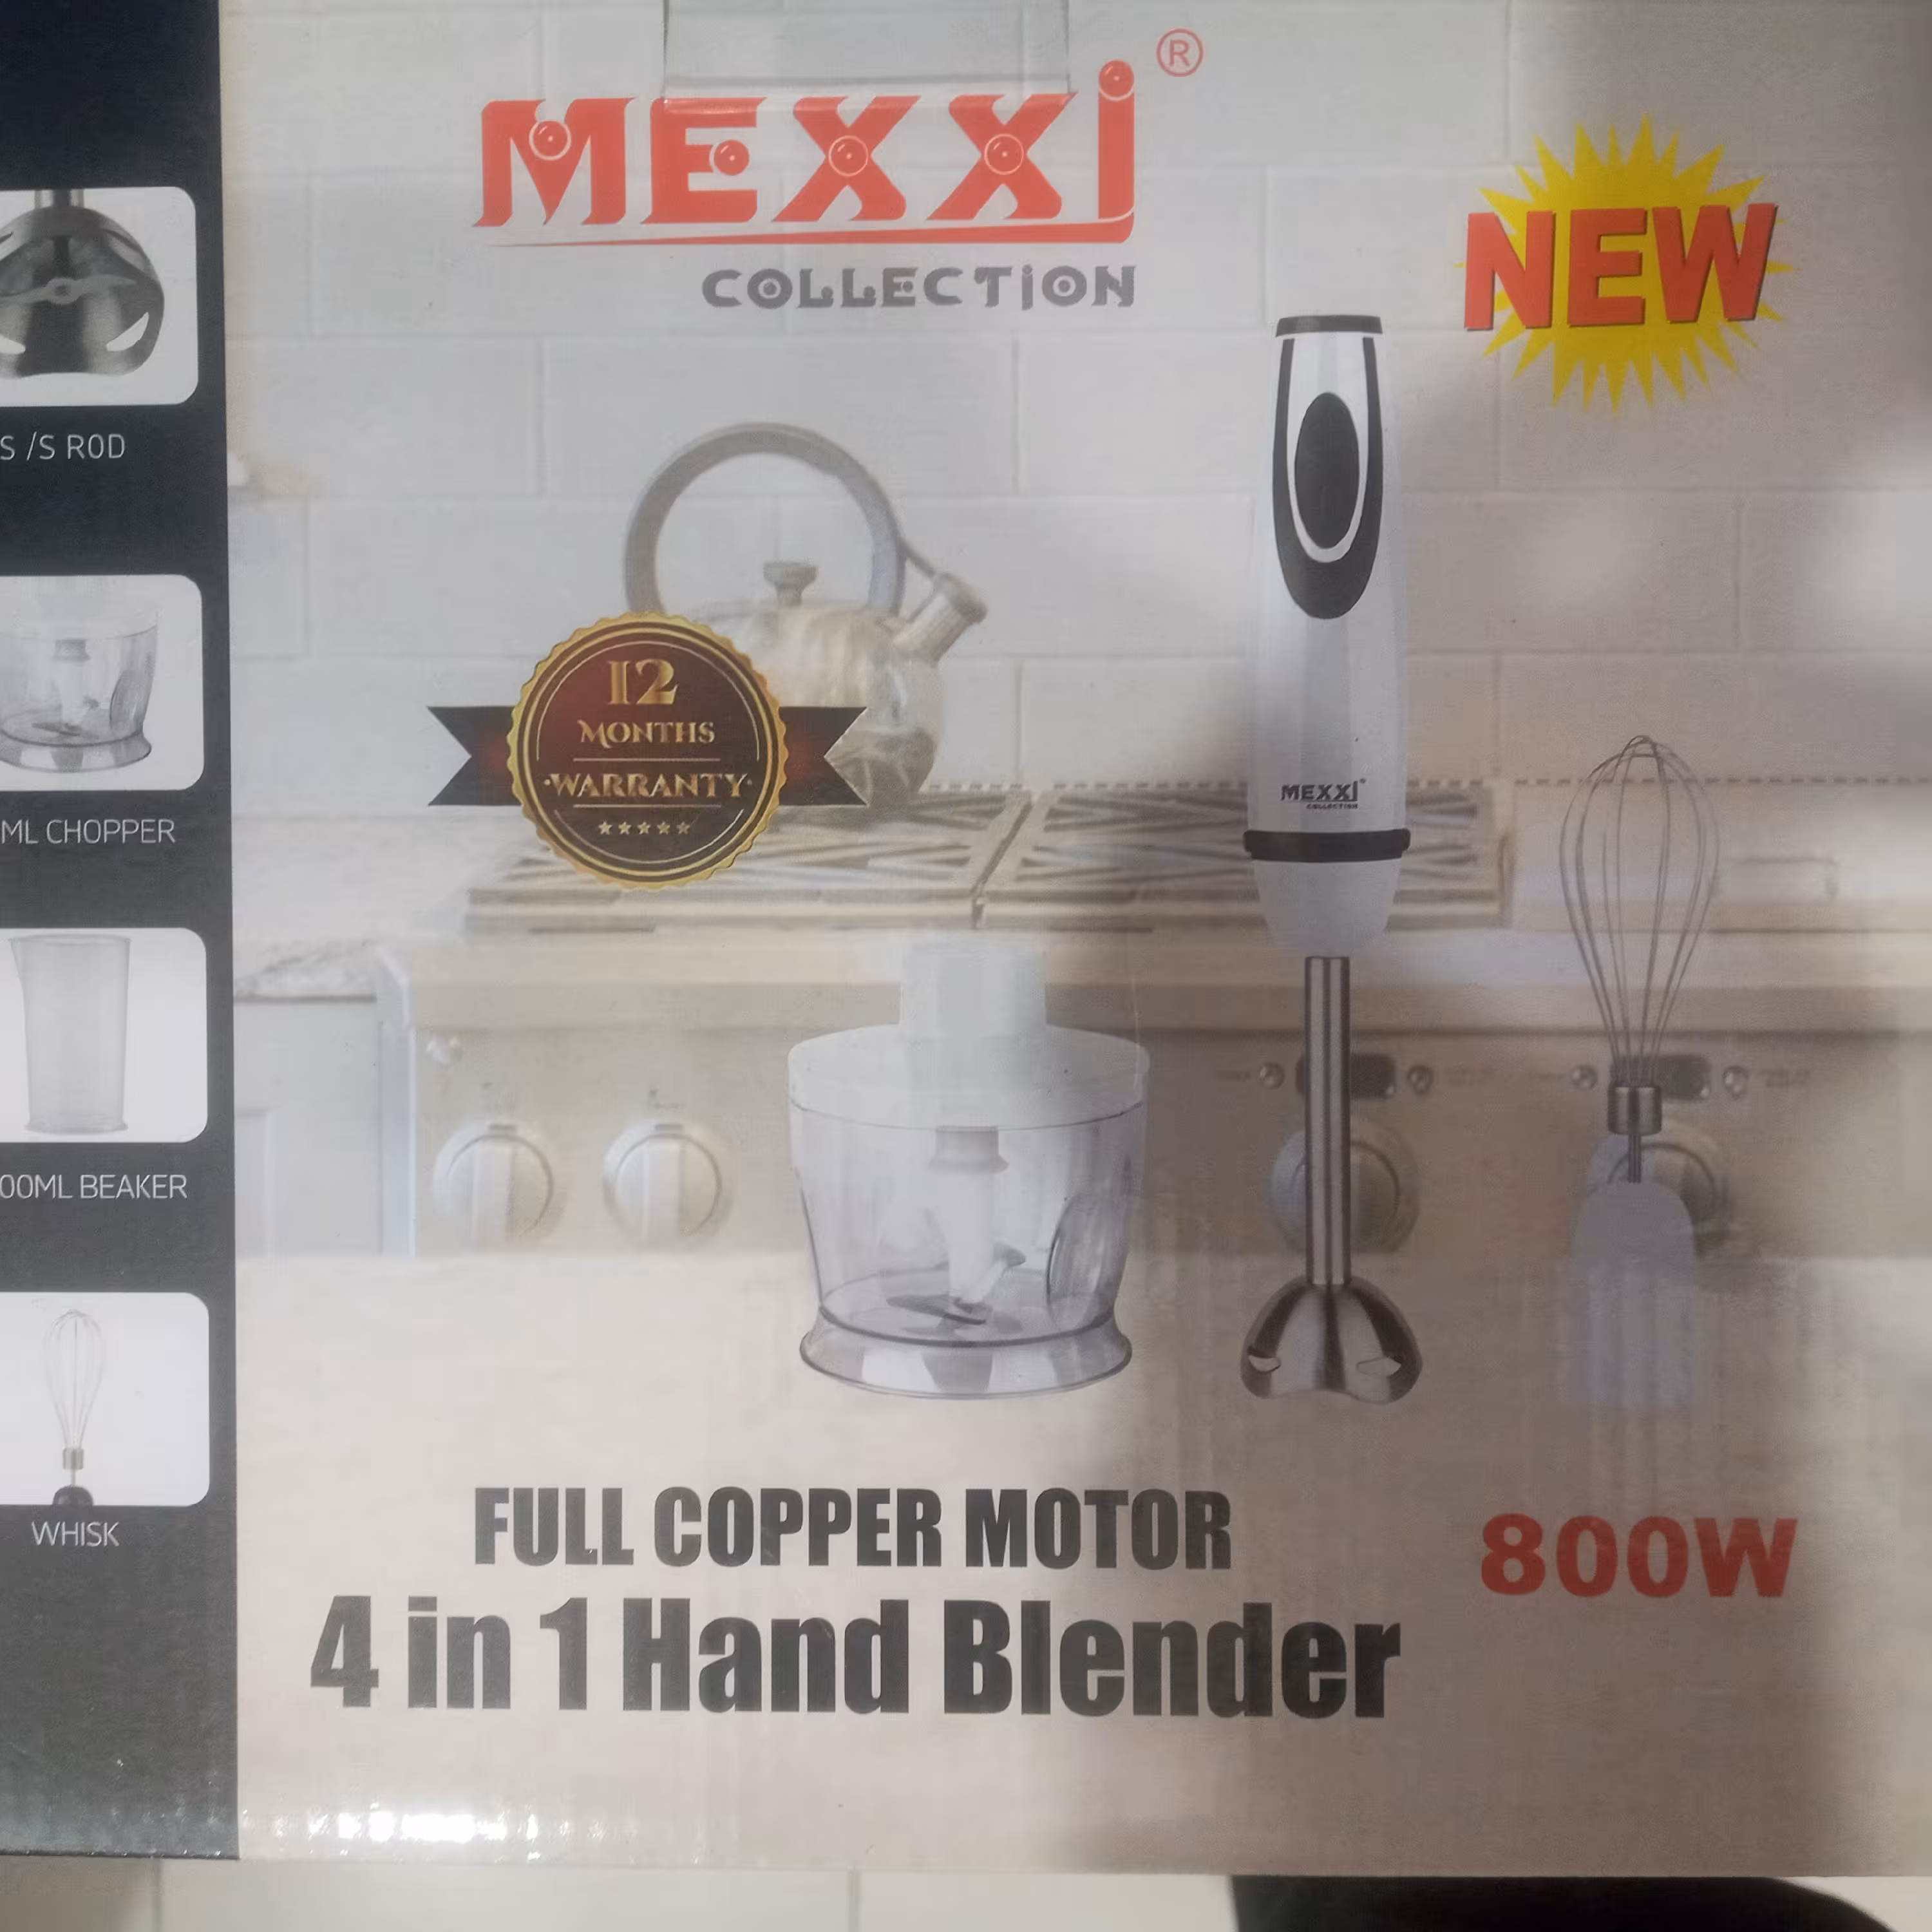 MEXXI ®
COLLECTION
NEW
12
MONTHS
WARRANTY
MEXXI
COLLECTION
FULL COPPER MOTOR
800W
4 in 1 Hand Blender
S /S ROD
ML CHOPPER
00ML BEAKER
WHISK